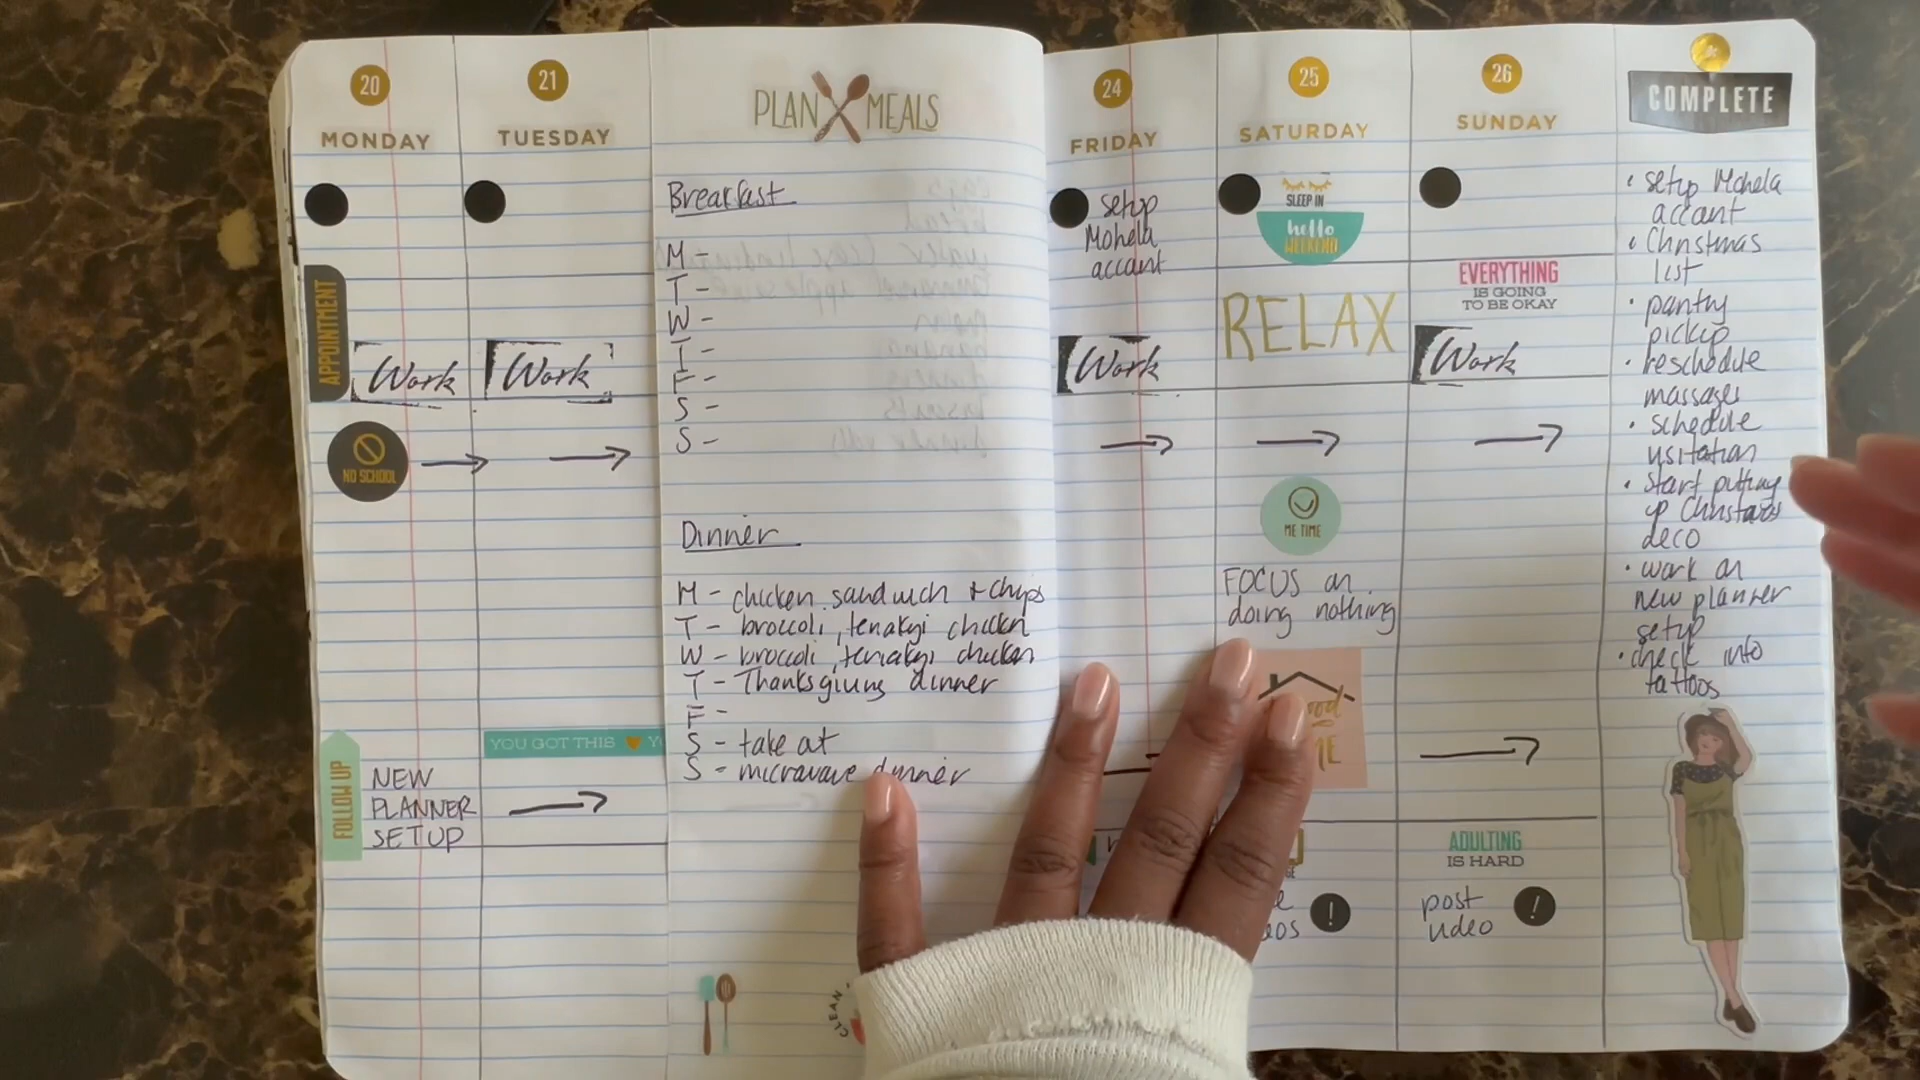 20
MONDAY
APPOINTMENT
Work
NO SCHOOL
FOLLOW UP
NEW
PLANNER
SETUP
21
TUESDAY
Work
YOU GOT THIS
PLAN MEALS
Breakfast
M -
T -
W -
T -
F -
S -
S -
Dinner
M - chicken sandwich + chips
T - broccoli, teriakyi chicken
W - broccoli, teriakyi chicken
T - Thanksgiving dinner
F -
S - take out
S - microwave dinner
CLEAN
24
FRIDAY
setup
Mohela
account
Work
25
SATURDAY
SLEEP IN
hello
WEEKEND
RELAX
ME TIME
FOCUS on
doing nothing
!
26
SUNDAY
EVERYTHING
IS GOING
TO BE OKAY
Work
ADULTING
IS HARD
post
video
!
COMPLETE
• setup Mohela
account
• Christmas
list
• pantry
pickup
• reschedule
massages
• schedule
visitation
• start putting
up Christmas
deco
• work on
new planner
setup
• check into
tattoos